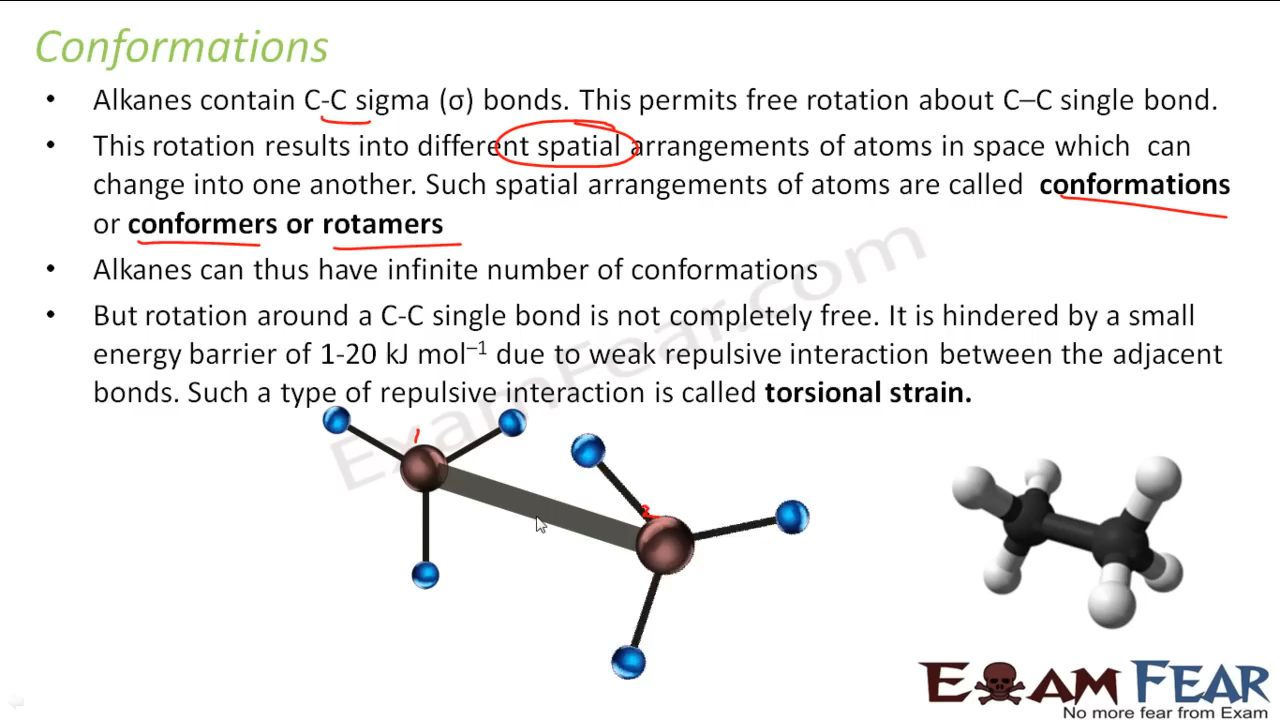 Conformations
• Alkanes contain C-C sigma (σ) bonds. This permits free rotation about C–C single bond.
• This rotation results into different spatial arrangements of atoms in space which can
change into one another. Such spatial arrangements of atoms are called conformations
or conformers or rotamers
• Alkanes can thus have infinite number of conformations
• But rotation around a C-C single bond is not completely free. It is hindered by a small
energy barrier of 1-20 kJ mol⁻¹ due to weak repulsive interaction between the adjacent
bonds. Such a type of repulsive interaction is called torsional strain.
ExamFear.com
1
2
EXAM FEAR
No more fear from Exam